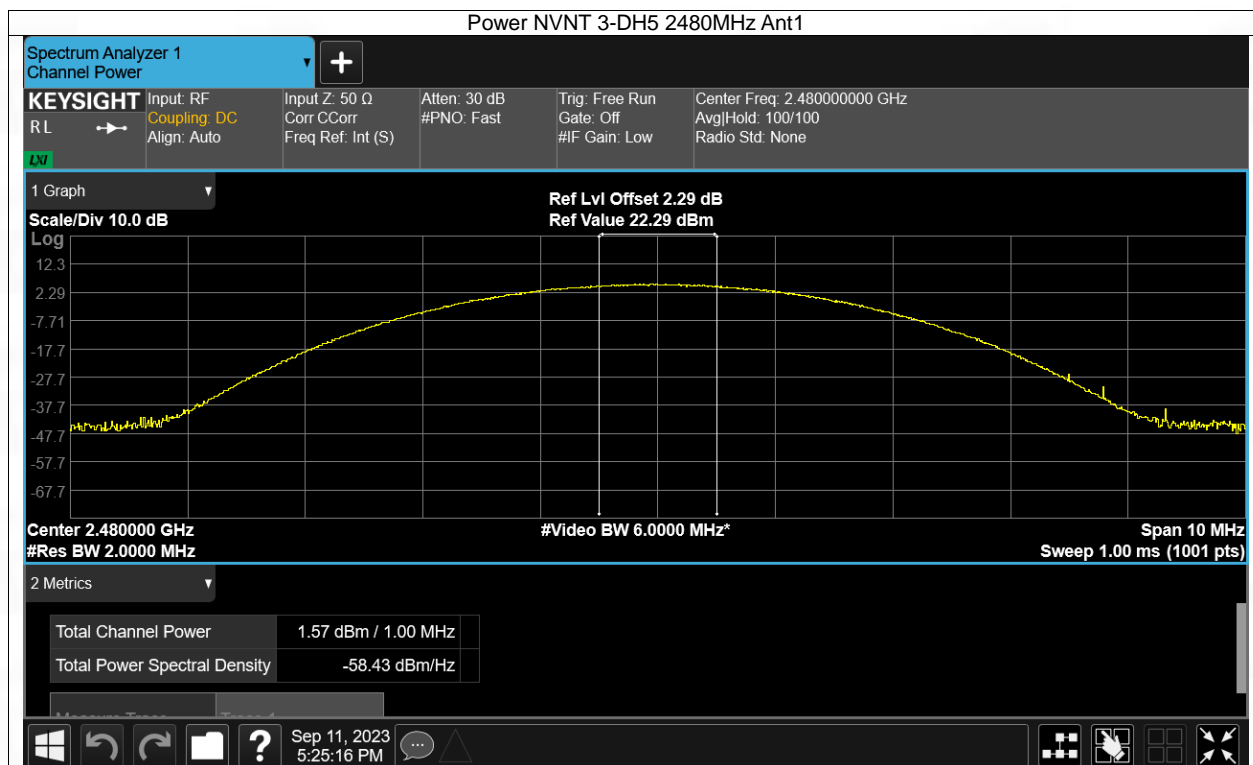 Power NVNT 3-DH5 2480MHz Ant1
Spectrum Analyzer 1
Channel Power
▼
+
KEYSIGHT
RL
LXI
Input: RF
Coupling: DC
Align: Auto
Input Z: 50 Ω
Corr CCorr
Freq Ref: Int (S)
Atten: 30 dB
#PNO: Fast
Trig: Free Run
Gate: Off
#IF Gain: Low
Center Freq: 2.480000000 GHz
Avg|Hold: 100/100
Radio Std: None
1 Graph ▼
Scale/Div 10.0 dB
Ref Lvl Offset 2.29 dB
Ref Value 22.29 dBm
Log
12.3
2.29
-7.71
-17.7
-27.7
-37.7
-47.7
-57.7
-67.7
Center 2.480000 GHz
#Res BW 2.0000 MHz
#Video BW 6.0000 MHz*
Span 10 MHz
Sweep 1.00 ms (1001 pts)
2 Metrics ▼
Total Channel Power 1.57 dBm / 1.00 MHz
Total Power Spectral Density -58.43 dBm/Hz
?
Sep 11, 2023
5:25:16 PM